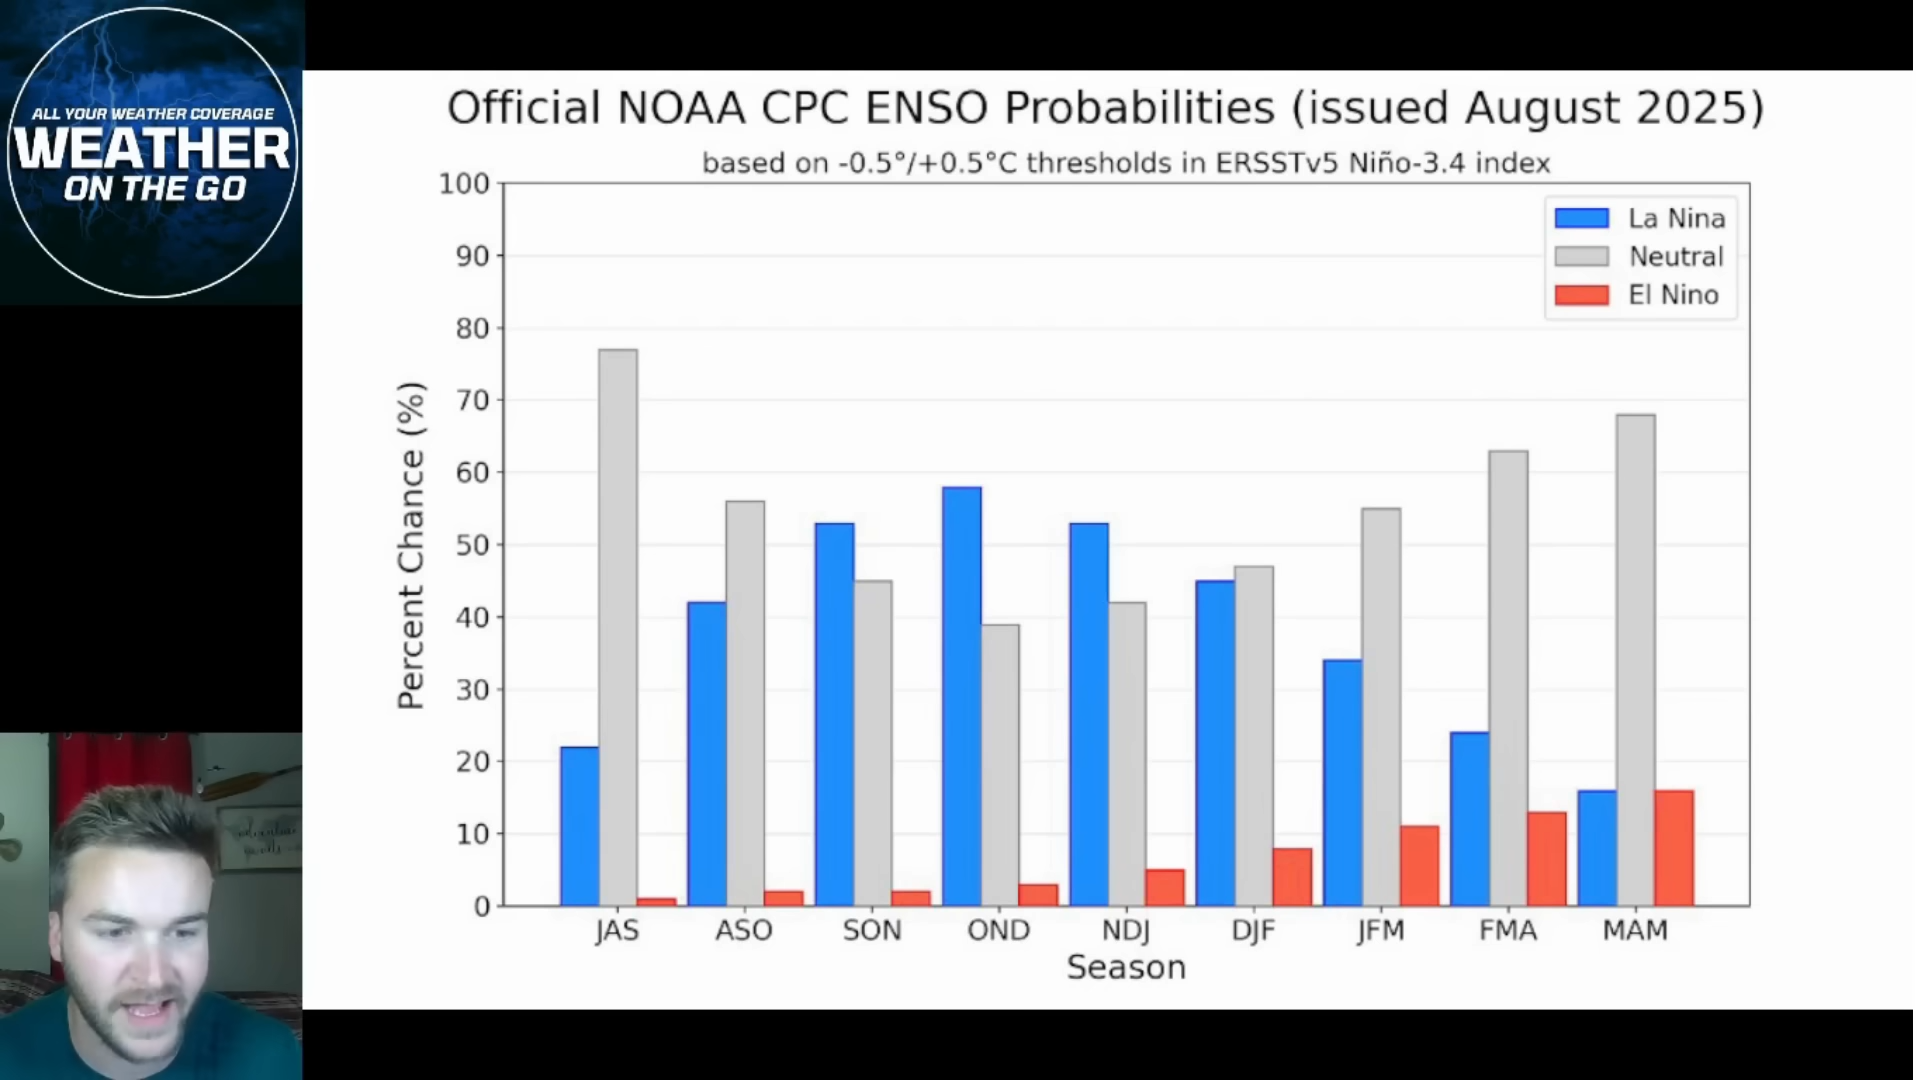 ALL YOUR WEATHER COVERAGE
WEATHER
ON THE GO
Official NOAA CPC ENSO Probabilities (issued August 2025)
based on -0.5°/+0.5°C thresholds in ERSSTv5 Niño-3.4 index
La Nina
Neutral
El Nino
Percent Chance (%)
100
90
80
70
60
50
40
30
20
10
0
JAS ASO SON OND NDJ DJF JFM FMA MAM
Season